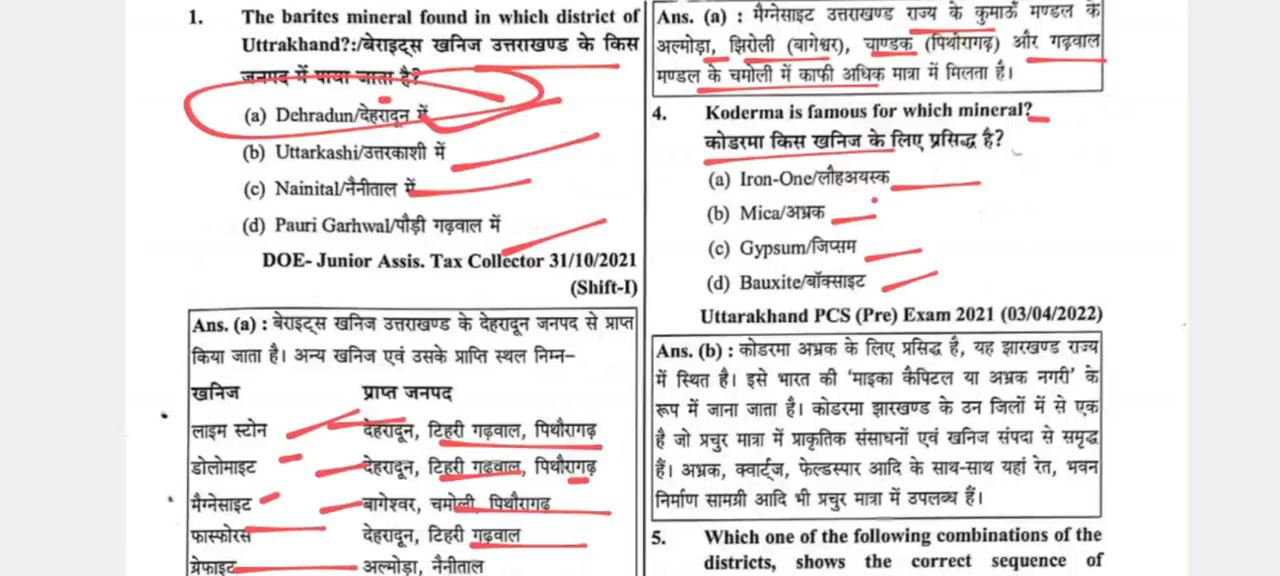 1. The barites mineral found in which district of
Uttrakhand?:/बेराइट्स खनिज उत्तराखण्ड के किस
जनपद में पाया जाता है?
(a) Dehradun/देहरादून में
(b) Uttarkashi/उत्तरकाशी में
(c) Nainital/नैनीताल में
(d) Pauri Garhwal/पौड़ी गढ़वाल में
DOE- Junior Assis. Tax Collector 31/10/2021
(Shift-I)
Ans. (a) : बेराइट्स खनिज उत्तराखण्ड के देहरादून जनपद से प्राप्त
किया जाता है। अन्य खनिज एवं उसके प्राप्ति स्थल निम्न–
खनिज प्राप्त जनपद
लाइम स्टोन देहरादून, टिहरी गढ़वाल, पिथौरागढ़
डोलोमाइट देहरादून, टिहरी गढ़वाल, पिथौरागढ़
मैग्नेसाइट बागेश्वर, चमोली, पिथौरागढ़
फास्फोरस देहरादून, टिहरी गढ़वाल
ग्रेफाइट अल्मोड़ा, नैनीताल
Ans. (a) : मैग्नेसाइट उत्तराखण्ड राज्य के कुमाऊँ मण्डल के
अल्मोड़ा, झिरोली (बागेश्वर), चाण्डक (पिथौरागढ़) और गढ़वाल
मण्डल के चमोली में काफी अधिक मात्रा में मिलता है।
4. Koderma is famous for which mineral?
कोडरमा किस खनिज के लिए प्रसिद्ध है?
(a) Iron-One/लौहअयस्क
(b) Mica/अभ्रक
(c) Gypsum/जिप्सम
(d) Bauxite/बॉक्साइट
Uttarakhand PCS (Pre) Exam 2021 (03/04/2022)
Ans. (b) : कोडरमा अभ्रक के लिए प्रसिद्ध है, यह झारखण्ड राज्य
में स्थित है। इसे भारत की 'माइका कैपिटल या अभ्रक नगरी' के
रूप में जाना जाता है। कोडरमा झारखण्ड के उन जिलों में से एक
है जो प्रचुर मात्रा में प्राकृतिक संसाधनों एवं खनिज संपदा से समृद्ध
हैं। अभ्रक, क्वार्ट्ज, फेल्डस्पार आदि के साथ-साथ यहां रेत, भवन
निर्माण सामग्री आदि भी प्रचुर मात्रा में उपलब्ध हैं।
5. Which one of the following combinations of the
districts, shows the correct sequence of